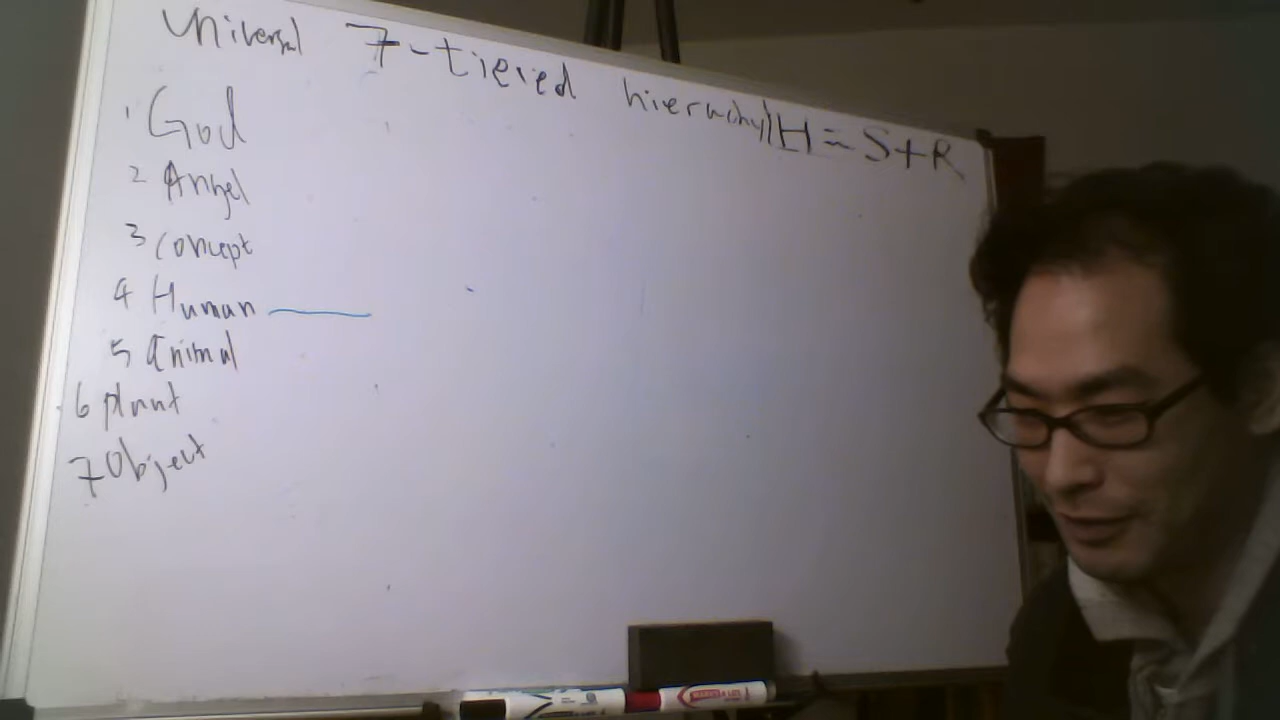 Universal 7-tiered hierarchy H = S+R
1 God
2 Angel
3 concept
4 Human
5 Animal
6 plant
7 Object